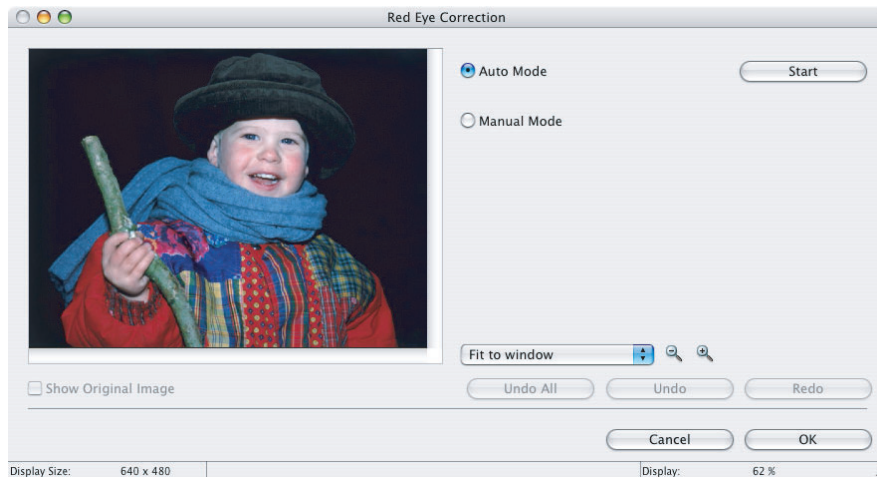 Red Eye Correction
Auto Mode
Start
Manual Mode
Fit to window
Show Original Image
Undo All
Undo
Redo
Cancel
OK
Display Size: 640 x 480
Display: 62 %